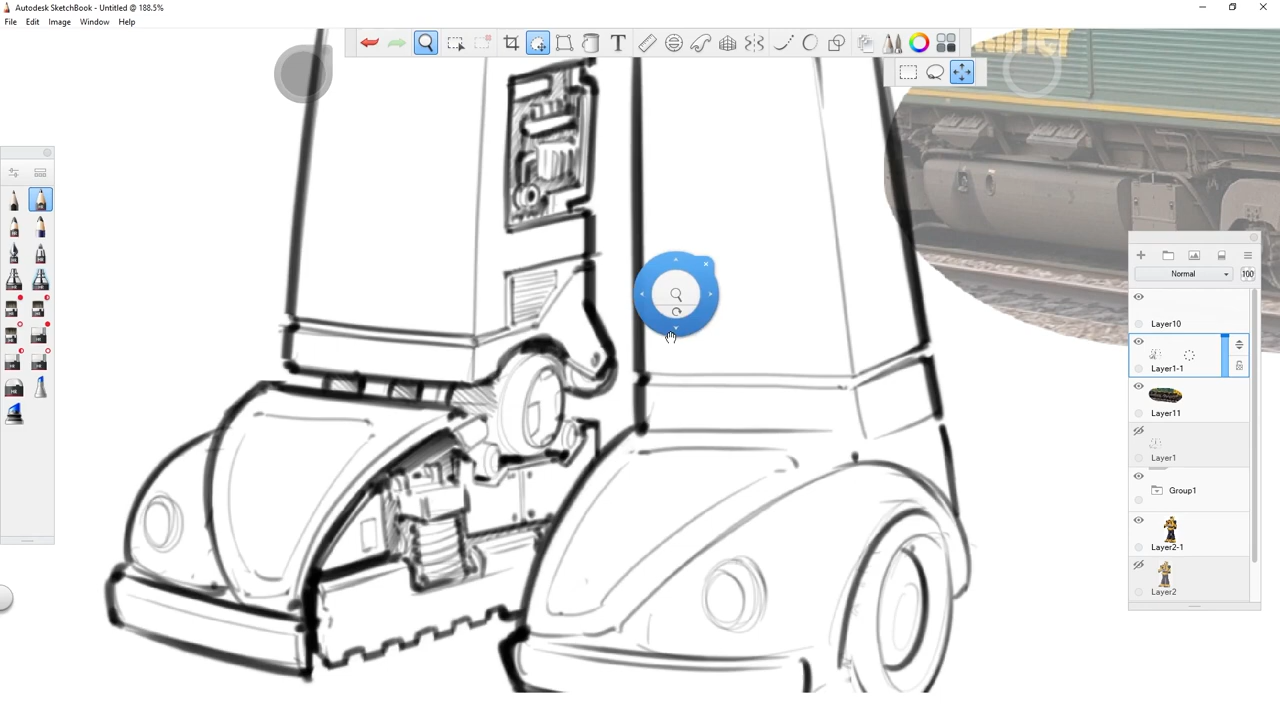 Autodesk SketchBook - Untitled @ 188.5%
File Edit Image Window Help
Normal 100
Layer10
Layer1-1
Layer11
Layer1
Group1
Layer2-1
Layer2